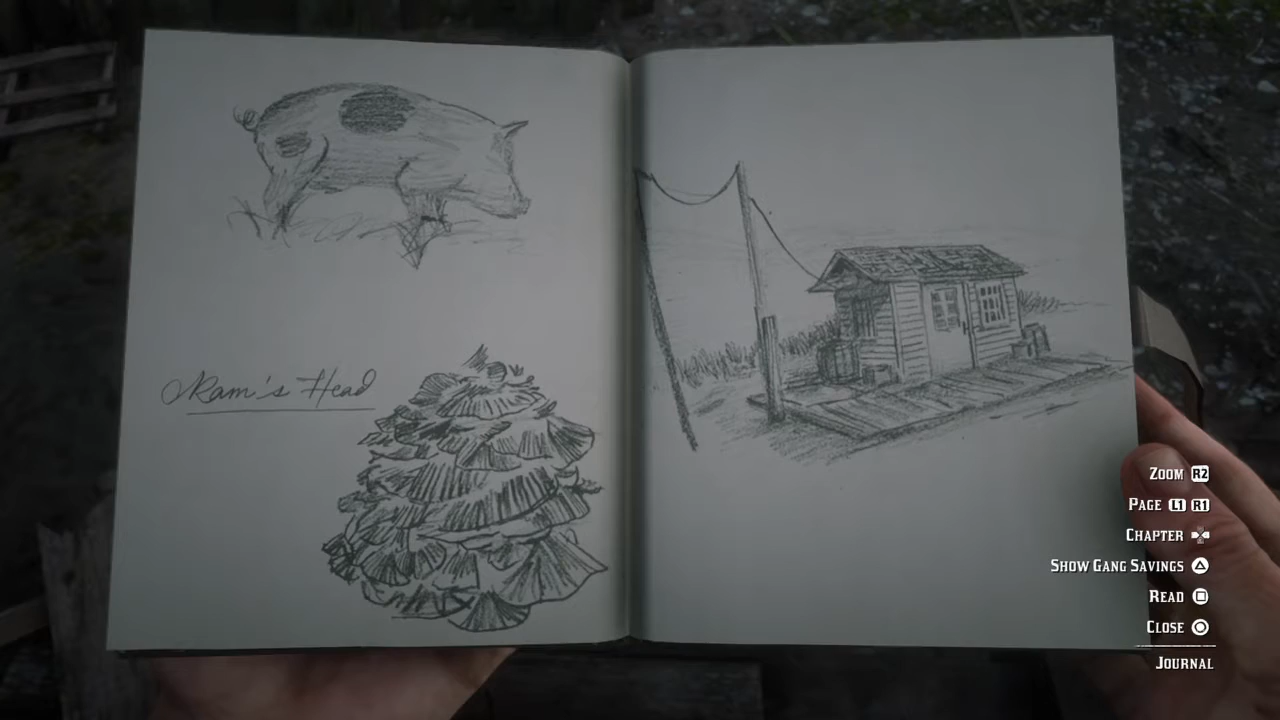 Ram's Head
ZOOM R2
PAGE L1 R1
CHAPTER
SHOW GANG SAVINGS
READ
CLOSE
JOURNAL